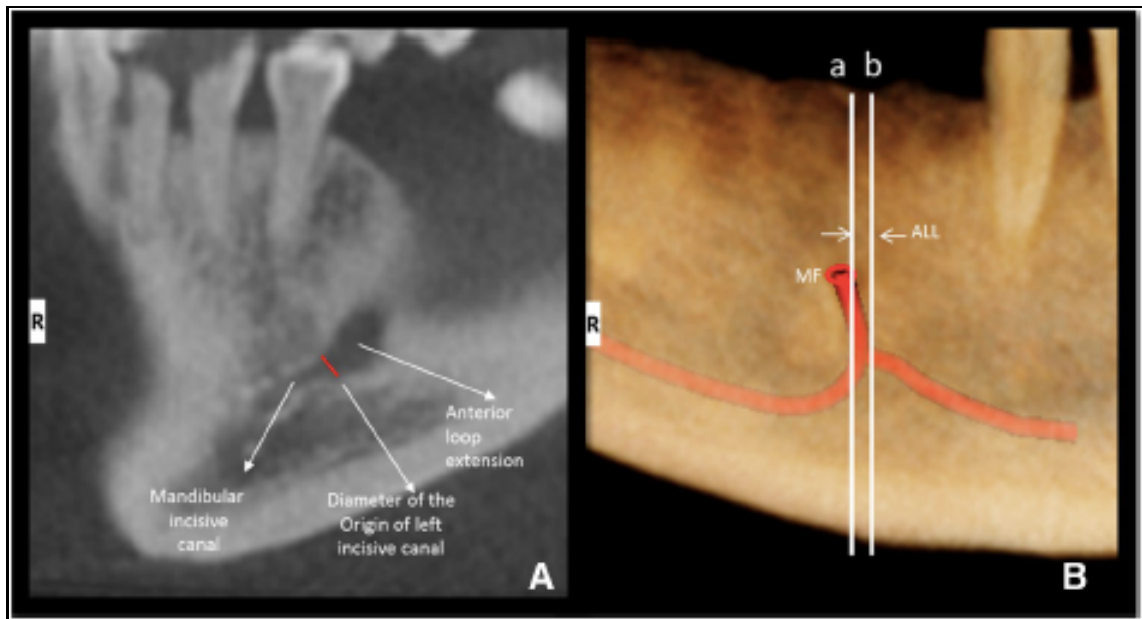 R
Mandibular
incisive
canal
Diameter of the
Origin of left
incisive canal
Anterior
loop
extension
A
a b
ALL
MF
R
B